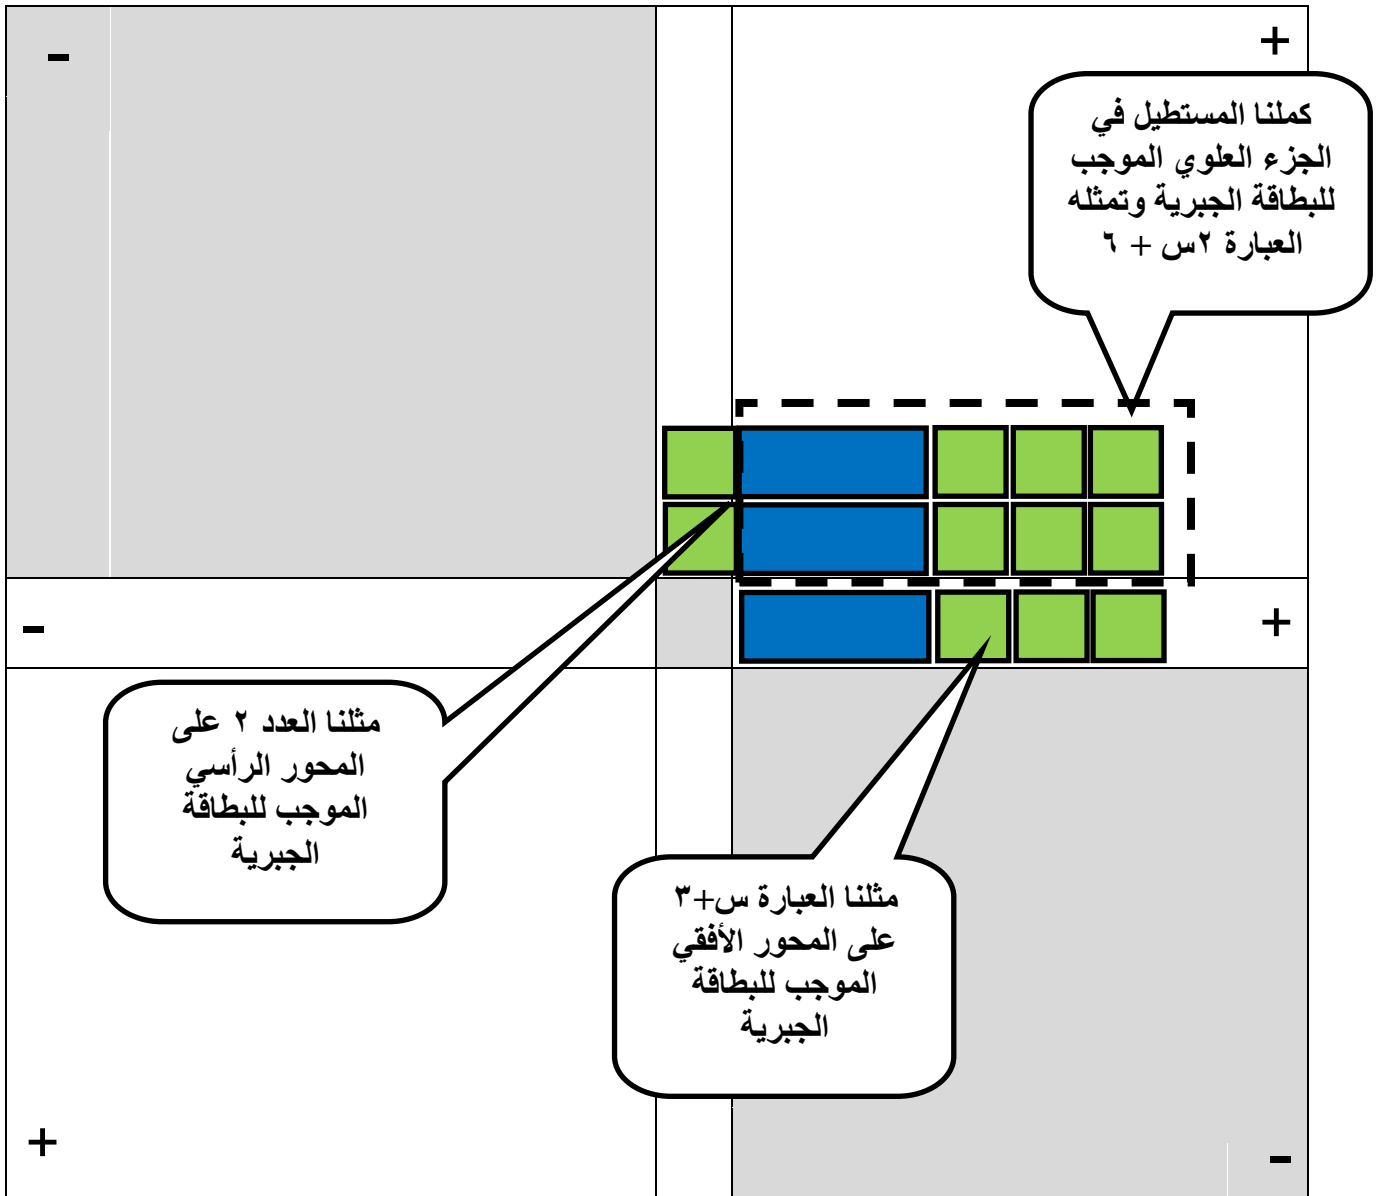 -
+
كملنا المستطيل في
الجزء العلوي الموجب
للبطاقة الجبرية وتمثله
العبارة ٢س + ٦
-
+
مثلنا العدد ٢ على
المحور الرأسي
الموجب للبطاقة
الجبرية
مثلنا العبارة س+٣
على المحور الأفقي
الموجب للبطاقة
الجبرية
+
-